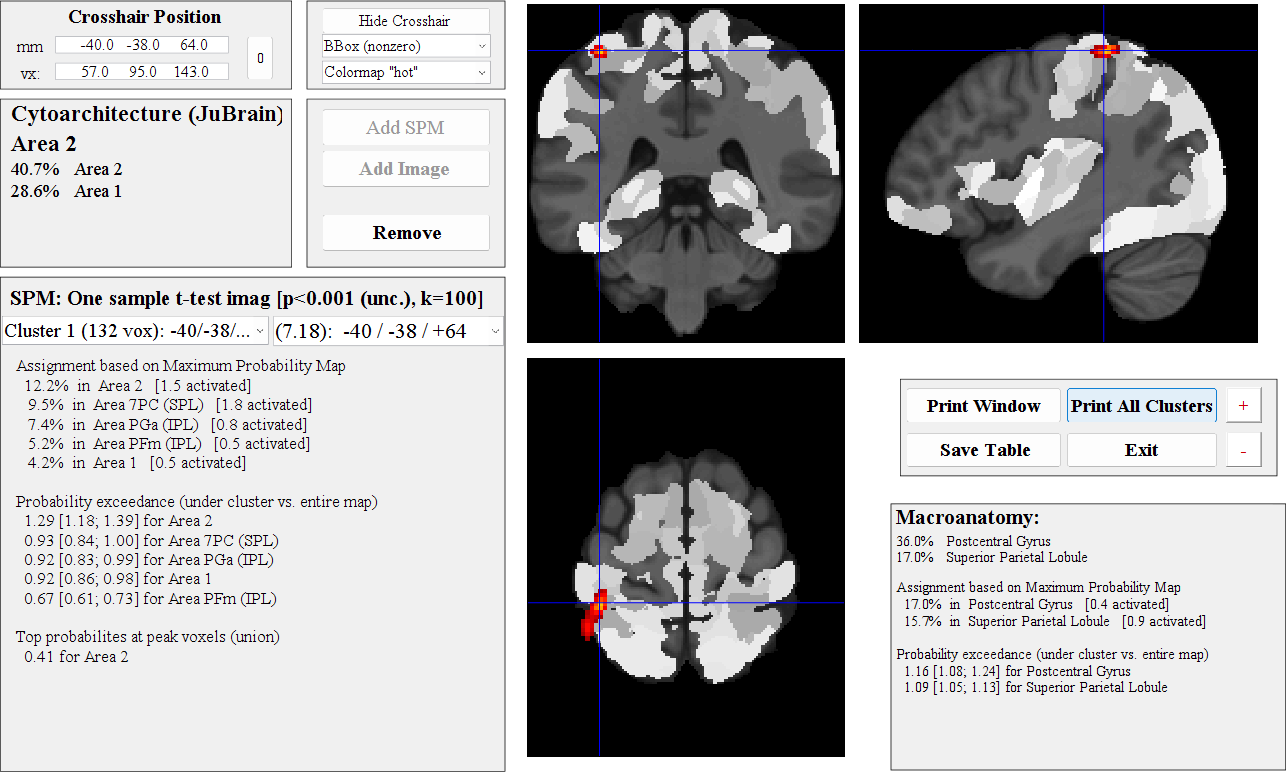 Crosshair Position
mm -40.0 -38.0 64.0
vx: 57.0 95.0 143.0
0
Hide Crosshair
BBox (nonzero)
Colormap "hot"
Cytoarchitecture (JuBrain)
Area 2
40.7% Area 2
28.6% Area 1
Add SPM
Add Image
Remove
SPM: One sample t-test imag [p<0.001 (unc.), k=100]
Cluster 1 (132 vox): -40/-38/... (7.18): -40 / -38 / +64
Assignment based on Maximum Probability Map
12.2% in Area 2 [1.5 activated]
9.5% in Area 7PC (SPL) [1.8 activated]
7.4% in Area PGa (IPL) [0.8 activated]
5.2% in Area PFm (IPL) [0.5 activated]
4.2% in Area 1 [0.5 activated]
Probability exceedance (under cluster vs. entire map)
1.29 [1.18; 1.39] for Area 2
0.93 [0.84; 1.00] for Area 7PC (SPL)
0.92 [0.83; 0.99] for Area PGa (IPL)
0.92 [0.86; 0.98] for Area 1
0.67 [0.61; 0.73] for Area PFm (IPL)
Top probabilites at peak voxels (union)
0.41 for Area 2
Print Window Print All Clusters +
Save Table Exit -
Macroanatomy:
36.0% Postcentral Gyrus
17.0% Superior Parietal Lobule
Assignment based on Maximum Probability Map
17.0% in Postcentral Gyrus [0.4 activated]
15.7% in Superior Parietal Lobule [0.9 activated]
Probability exceedance (under cluster vs. entire map)
1.16 [1.08; 1.24] for Postcentral Gyrus
1.09 [1.05; 1.13] for Superior Parietal Lobule